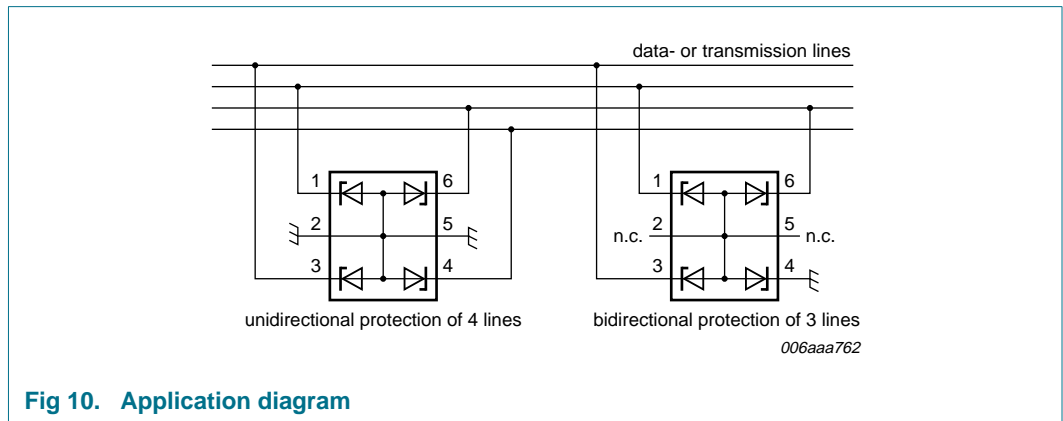 data- or transmission lines
1 6 1 6
2 5 n.c. 2 5 n.c.
3 4 3 4
unidirectional protection of 4 lines bidirectional protection of 3 lines
006aaa762
Fig 10. Application diagram